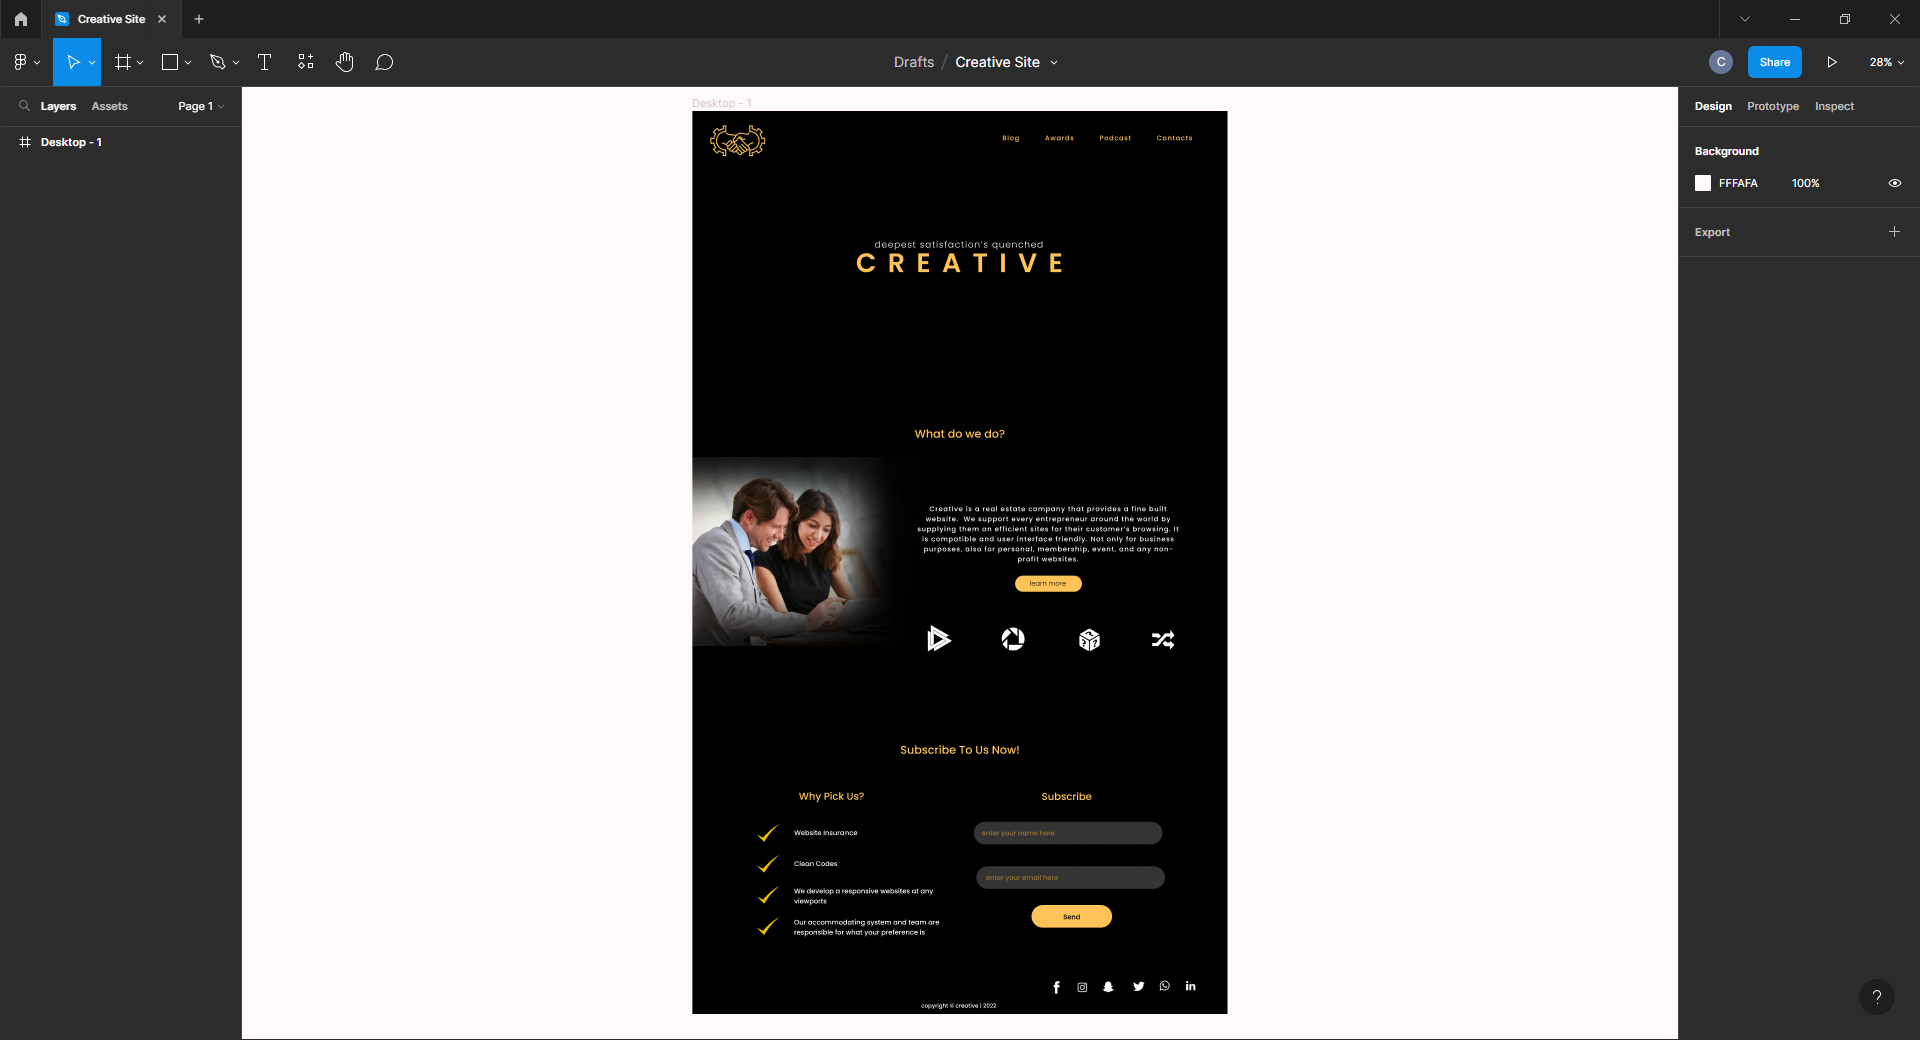 Creative Site
Drafts / Creative Site
C
Share
28%
Layers
Assets
Page 1
Desktop - 1
Design
Prototype
Inspect
Background
FFFAFA
100%
Export
?
Desktop - 1
Blog
Awards
Podcast
Contacts
deepest satisfaction's quenched
CREATIVE
What do we do?
Creative is a real estate company that provides a fine built
website. We support every entrepreneur around the world by
supplying them an efficient sites for their customer's browsing. It
is compatible and user interface friendly. Not only for business
purposes, also for personal, membership, event, and any non-
profit websites.
learn more
Subscribe To Us Now!
Why Pick Us?
Website Insurance
Clean Codes
We develop a responsive websites at any
viewports
Our accommodating system and team are
responsible for what your preference is
Subscribe
enter your name here
enter your email here
Send
copyright © creative | 2022